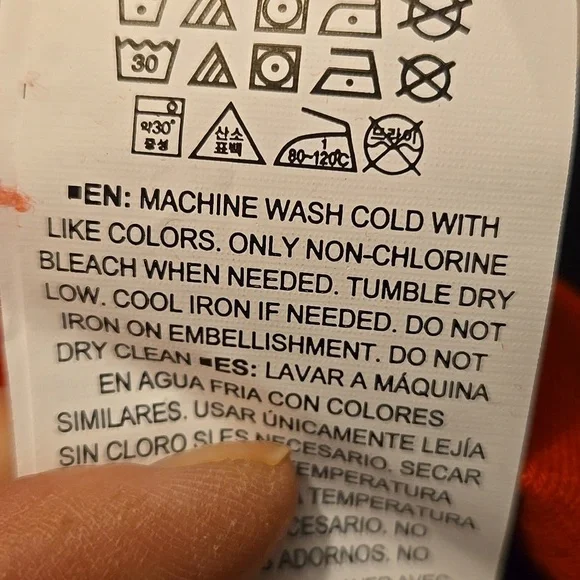 30
약30°
중성
산소
표백
1
80~120℃
드라이
■EN: MACHINE WASH COLD WITH
LIKE COLORS. ONLY NON-CHLORINE
BLEACH WHEN NEEDED. TUMBLE DRY
LOW. COOL IRON IF NEEDED. DO NOT
IRON ON EMBELLISHMENT. DO NOT
DRY CLEAN ■ES: LAVAR A MÁQUINA
EN AGUA FRIA CON COLORES
SIMILARES. USAR ÚNICAMENTE LEJÍA
SIN CLORO SI ES NECESARIO. SECAR
TEMPERATURA
A TEMPERATURA
CESARIO. NO
ADORNOS. NO